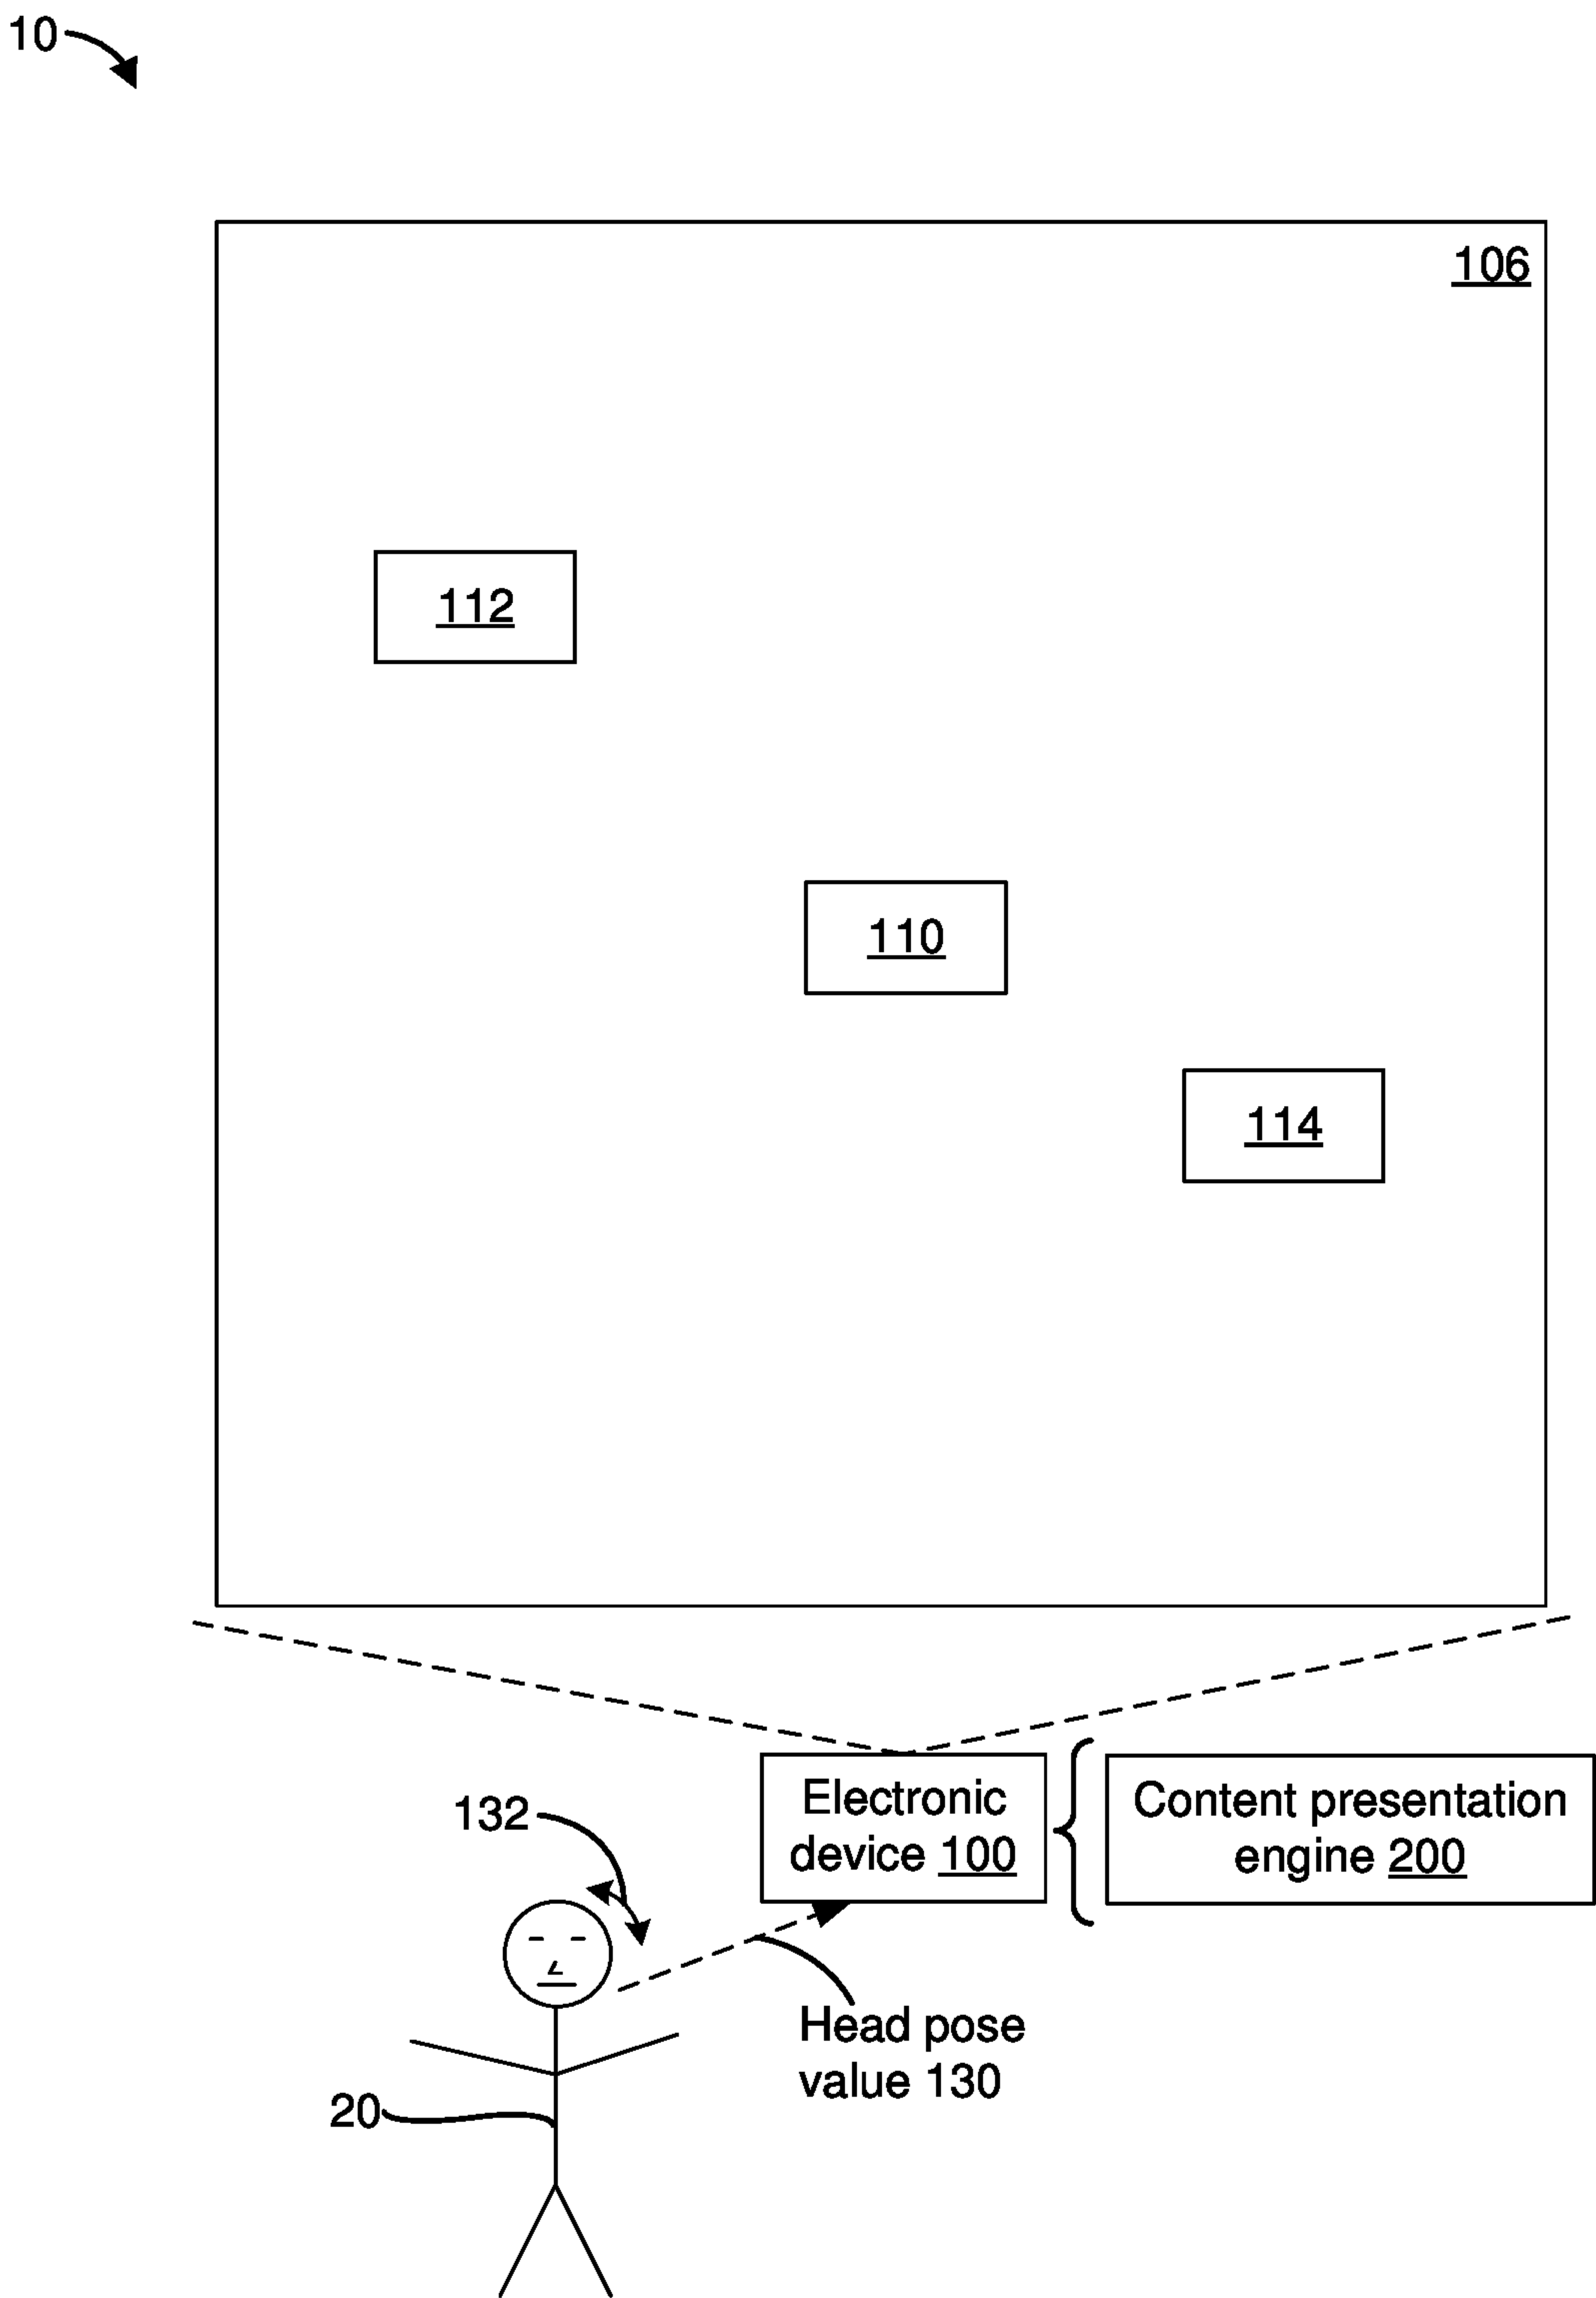 10
106
112
110
114
132
Electronic
device 100
Content presentation
engine 200
Head pose
value 130
20